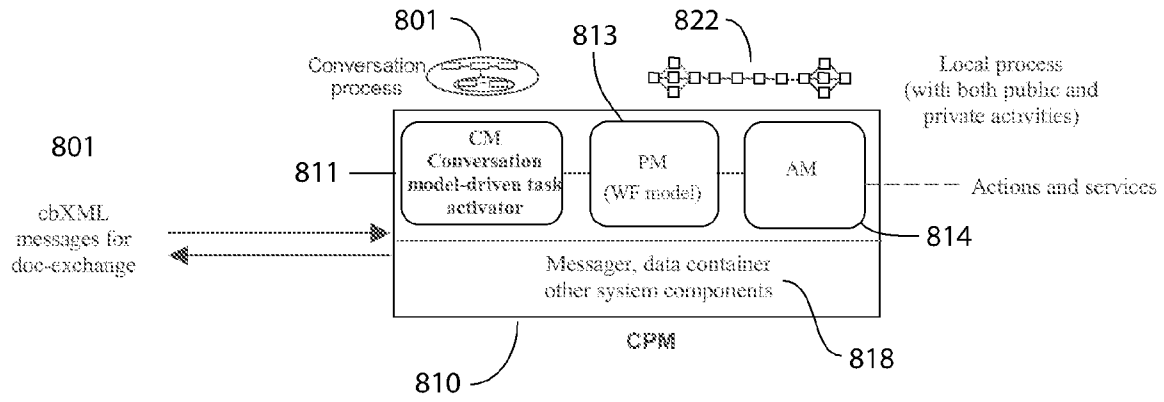 801
813
822
Conversation
process
Local process
(with both public and
private activities)
801
811
CM
Conversation
model-driven task
activator
PM
(WF model)
AM
Actions and services
cbXML
messages for
doc-exchange
814
Messager, data container
other system components
CPM
810
818